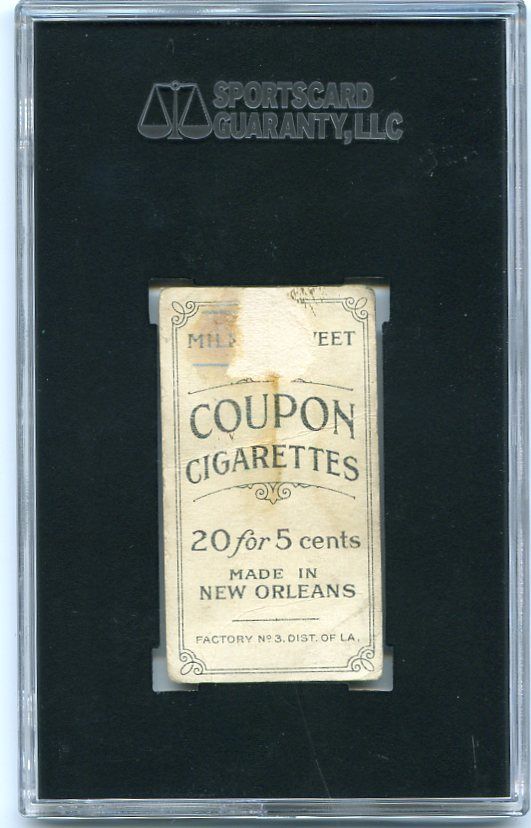 SPORTSCARD
GUARANTY, LLC
COUPON
CIGARETTES
20 for 5 cents
MADE IN
NEW ORLEANS
FACTORY Nº 3. DIST. OF LA.